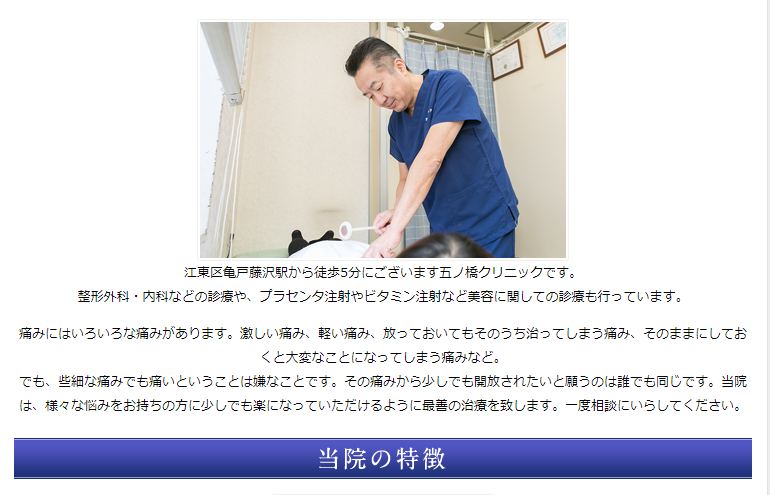 江東区亀戸藤沢駅から徒歩5分にございます五ノ橋クリニックです。
整形外科・内科などの診療や、プラセンタ注射やビタミン注射など美容に関しての診療も行っています。
痛みにはいろいろな痛みがあります。激しい痛み、軽い痛み、放っておいてもそのうち治ってしまう痛み、そのままにしてお
くと大変なことになってしまう痛みなど。
でも、些細な痛みでも痛いということは嫌なことです。その痛みから少しでも開放されたいと願うのは誰でも同じです。当院
は、様々な悩みをお持ちの方に少しでも楽になっていただけるように最善の治療を致します。一度相談にいらしてください。
当院の特徴